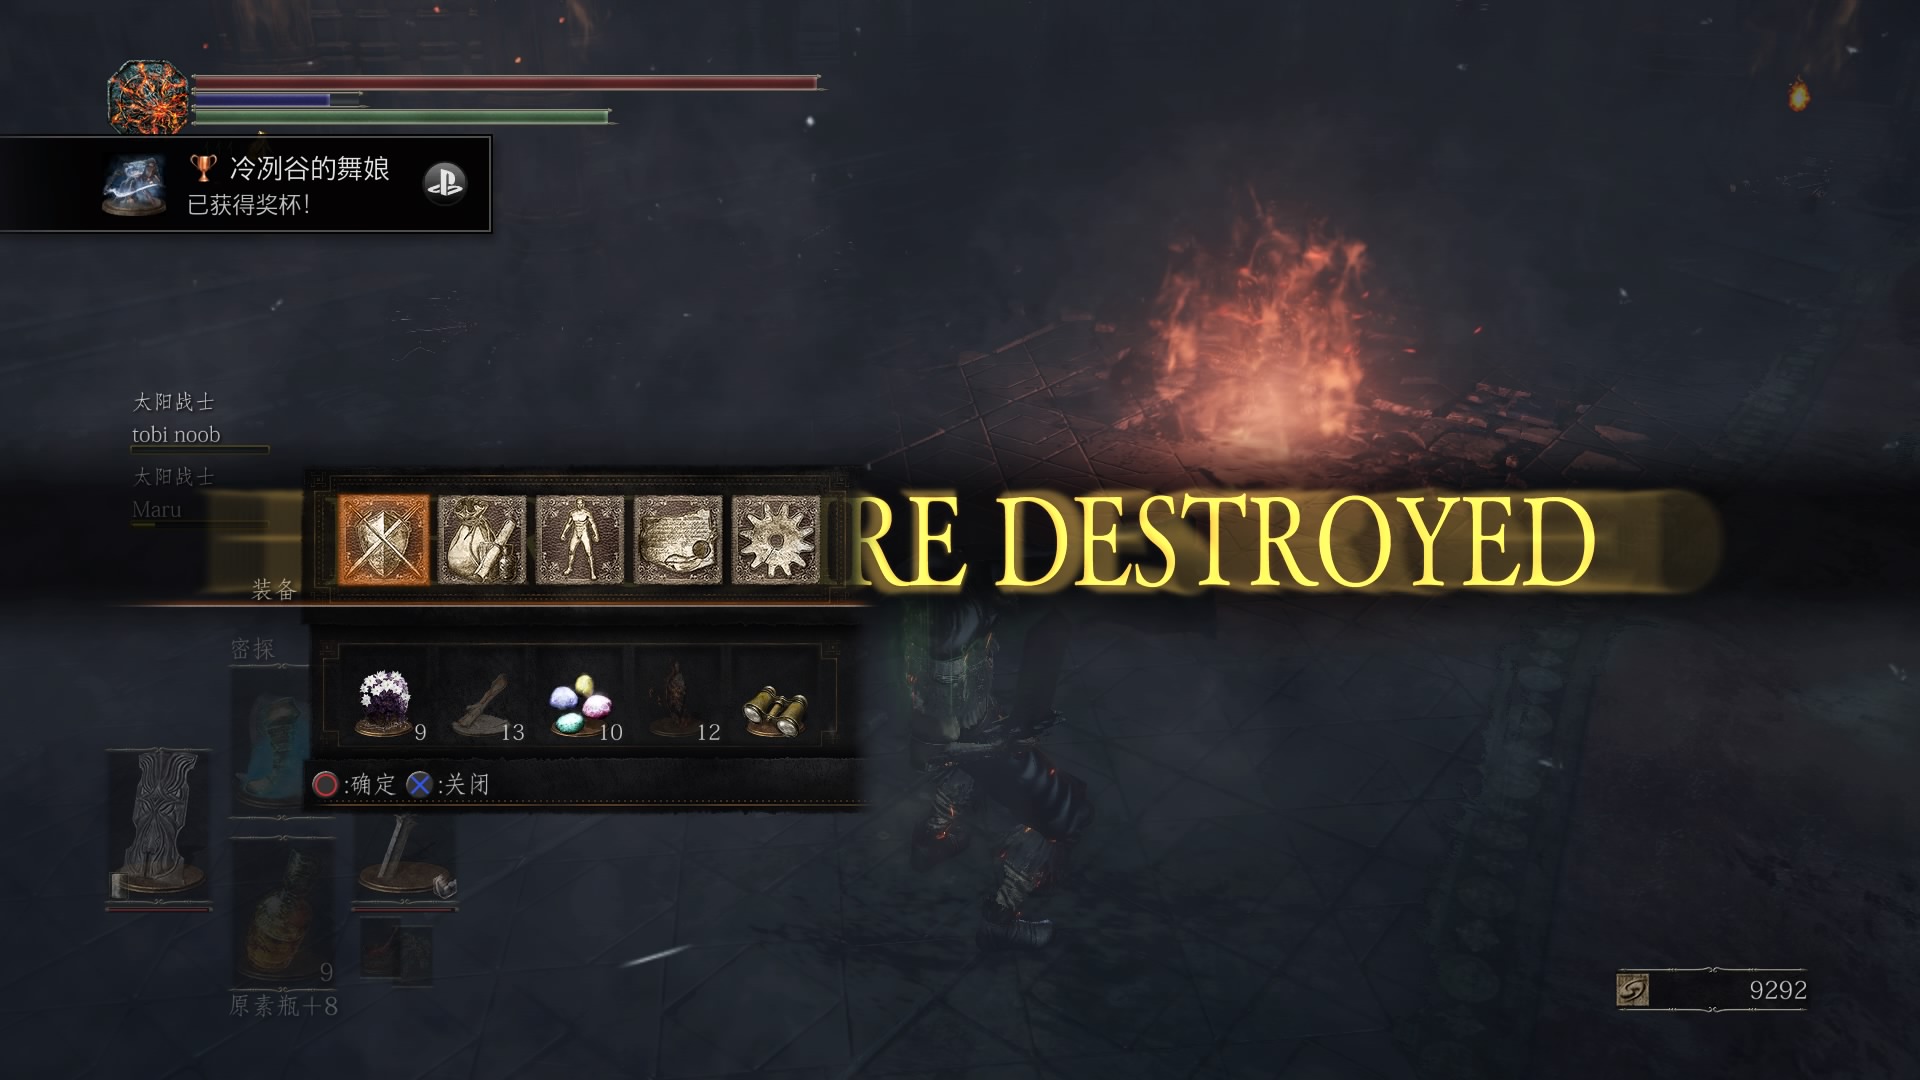 冷冽谷的舞娘
已获得奖杯!
太阳战士
tobi noob
太阳战士
Maru
RE DESTROYED
装备
密探
9
13
10
12
:确定 :关闭
9
原素瓶+8
9292